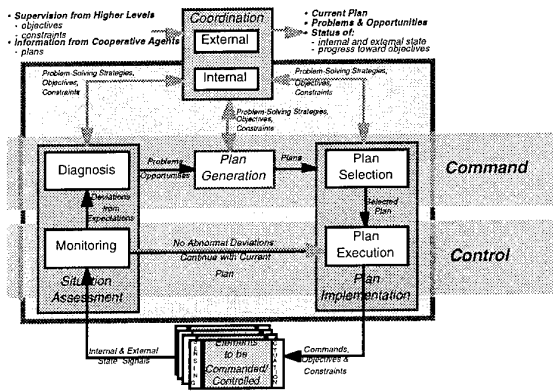 • Supervision from Higher Levels
- objectives
- constraints
• Information from Cooperative Agents
- plans
Coordination
External
Internal
• Current Plan
• Problems & Opportunities
• Status of:
- internal and external state
- progress toward objectives
Problem-Solving Strategies,
Objectives,
Constraints
Problem-Solving Strategies,
Objectives,
Constraints
Problem-Solving Strategies,
Objectives,
Constraints
Diagnosis
Problems
Opportunities
Plan
Generation
Plans
Plan
Selection
Command
Deviations
from
Expectations
Selected
Plan
Monitoring
No Abnormal Deviations
Continue with Current
Plan
Plan
Execution
Control
Situation
Assessment
Plan
Implementation
Internal & External
State Signals
SENSING
Elements
to be
Commanded/
Controlled
ACTUATION
Commands,
Objectives &
Constraints